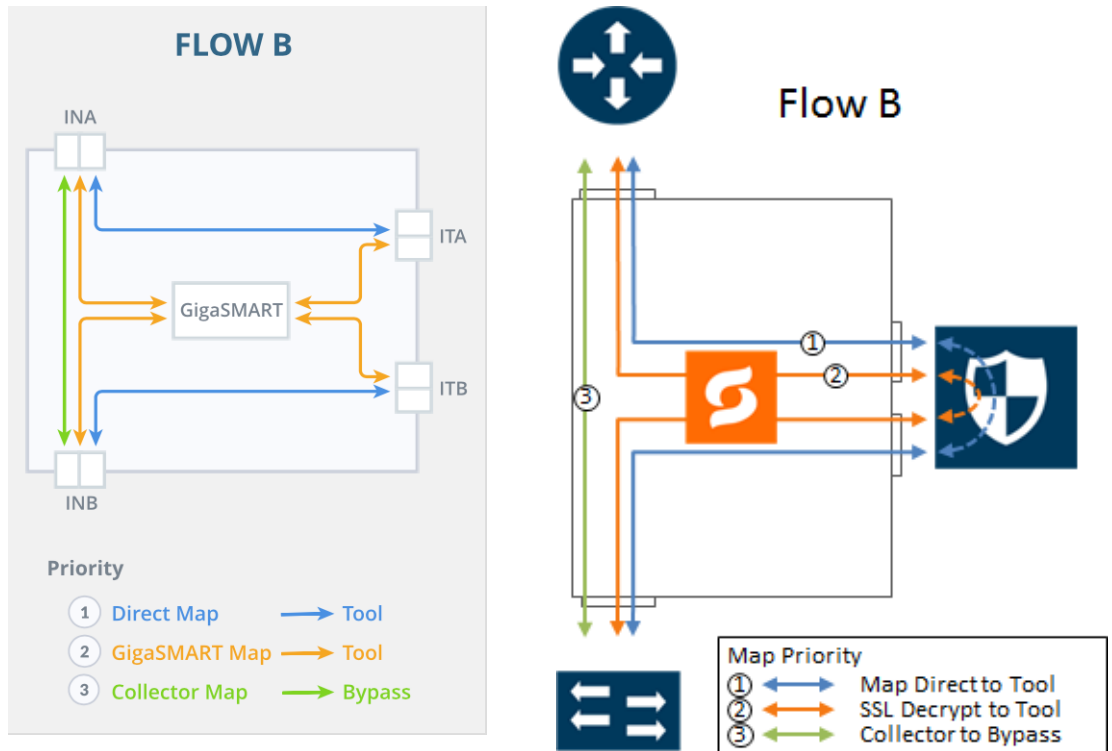 FLOW B
INA
ITA
GigaSMART
ITB
INB
Priority
1 Direct Map Tool
2 GigaSMART Map Tool
3 Collector Map Bypass
Flow B
1
2
3
Map Priority
1 Map Direct to Tool
2 SSL Decrypt to Tool
3 Collector to Bypass